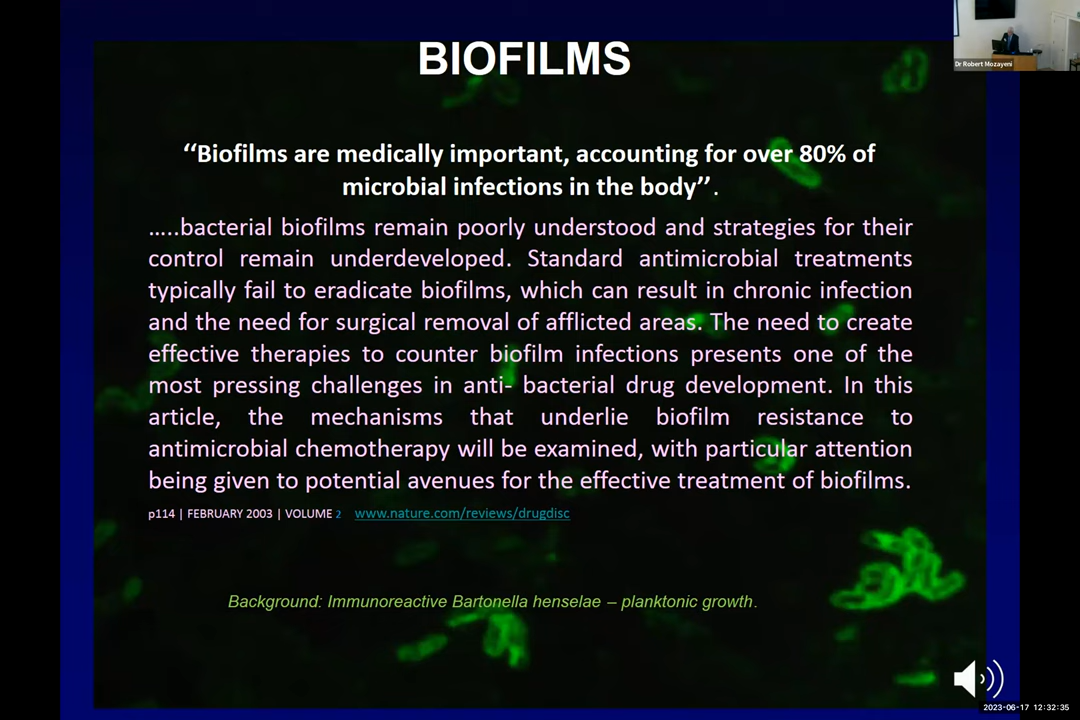 BIOFILMS
Dr Robert Mozayeni
‘‘Biofilms are medically important, accounting for over 80% of
microbial infections in the body’’.
…..bacterial biofilms remain poorly understood and strategies for their
control remain underdeveloped. Standard antimicrobial treatments
typically fail to eradicate biofilms, which can result in chronic infection
and the need for surgical removal of afflicted areas. The need to create
effective therapies to counter biofilm infections presents one of the
most pressing challenges in anti- bacterial drug development. In this
article, the mechanisms that underlie biofilm resistance to
antimicrobial chemotherapy will be examined, with particular attention
being given to potential avenues for the effective treatment of biofilms.
p114 | FEBRUARY 2003 | VOLUME 2 www.nature.com/reviews/drugdisc
Background: Immunoreactive Bartonella henselae – planktonic growth.
2023-06-17 12:32:35